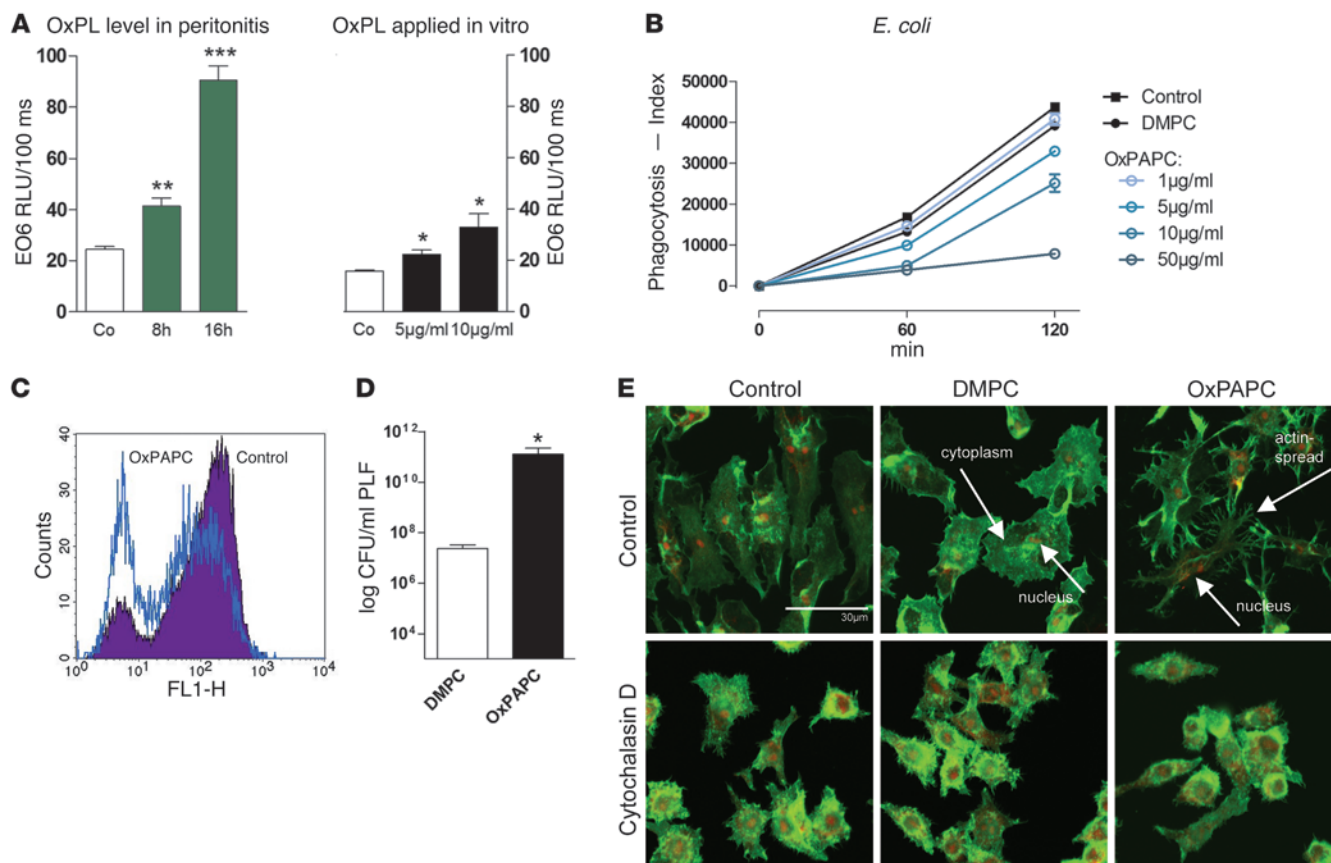 A
OxPL level in peritonitis
OxPL applied in vitro
EO6 RLU/100 ms
100
80
60
40
20
0
**
***
Co
8h
16h
*
*
100
80
60
40
20
0
EO6 RLU/100 ms
Co
5µg/ml
10µg/ml
B
E. coli
Phagocytosis — Index
50000
40000
30000
20000
10000
0
0
60
120
min
Control
DMPC
OxPAPC:
1µg/ml
5µg/ml
10µg/ml
50µg/ml
C
Counts
40
30
20
10
0
OxPAPC
Control
10⁰
10¹
10²
10³
10⁴
FL1-H
D
log CFU/ml PLF
10¹²
10¹⁰
10⁸
10⁶
10⁴
*
DMPC
OxPAPC
E
Control
DMPC
OxPAPC
Control
Cytochalasin D
30µm
cytoplasm
nucleus
actin-
spread
nucleus